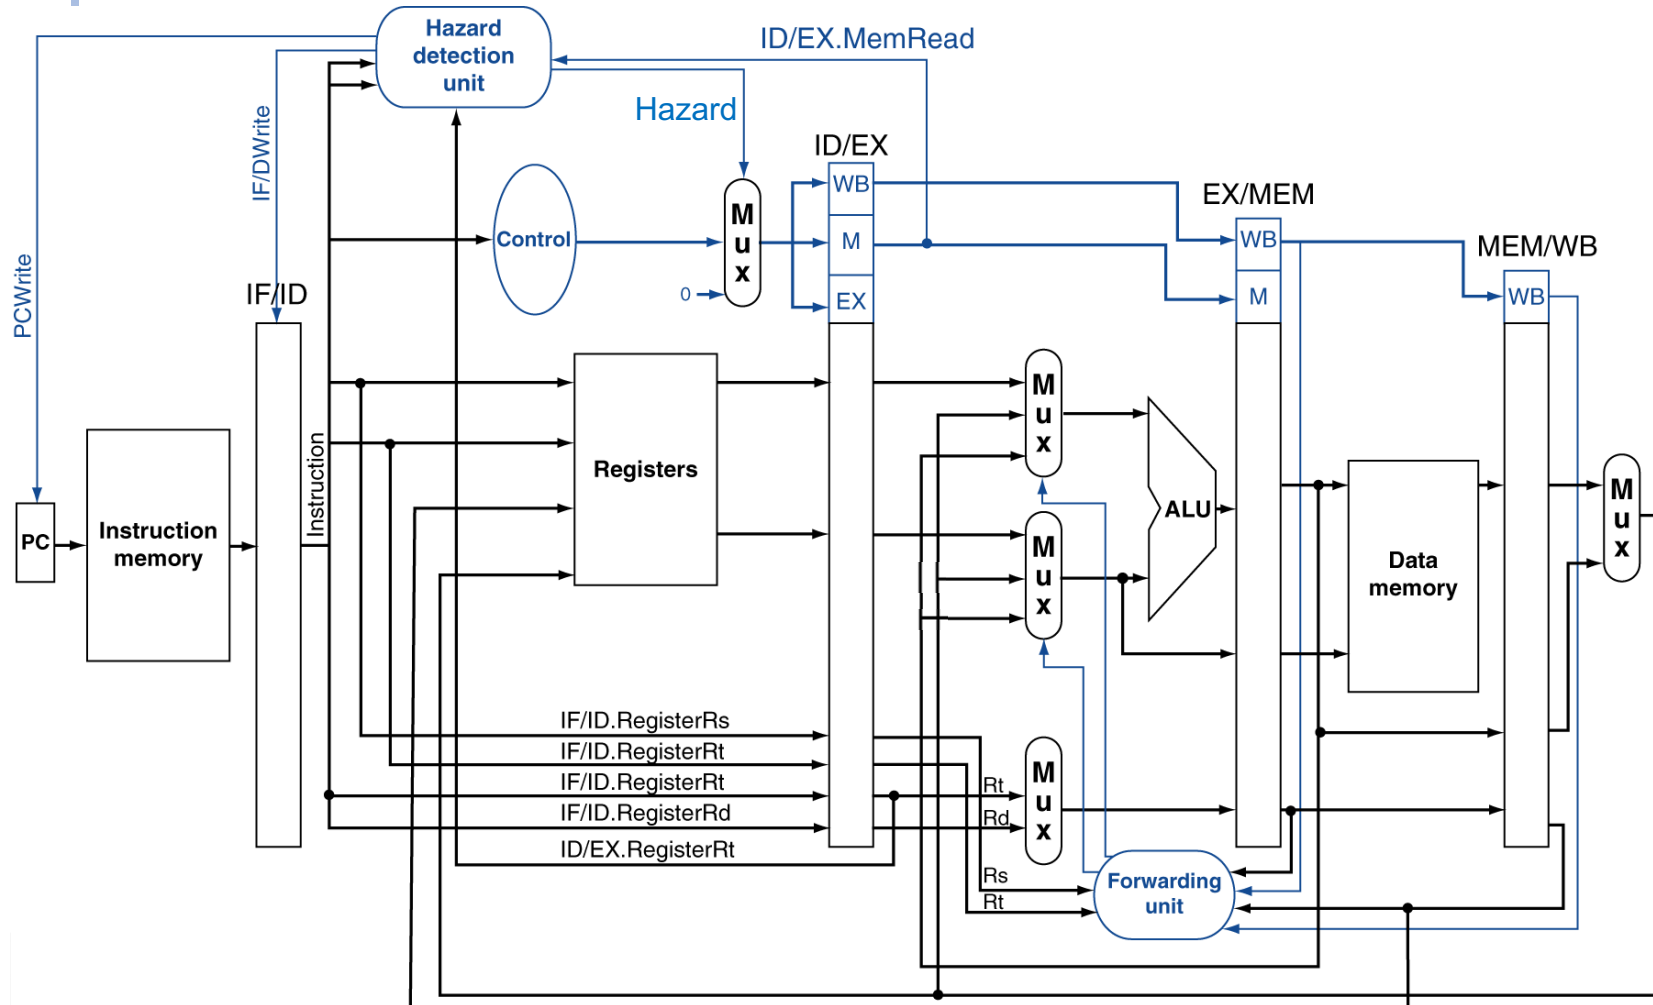 Hazard
detection
unit
ID/EX.MemRead
Hazard
IF/DWrite
PCWrite
ID/EX
WB
M
EX
Control
M
u
x
0
EX/MEM
WB
M
MEM/WB
WB
IF/ID
Instruction
PC
Instruction
memory
Registers
M
u
x
M
u
x
ALU
Data
memory
M
u
x
IF/ID.RegisterRs
IF/ID.RegisterRt
IF/ID.RegisterRt
IF/ID.RegisterRd
ID/EX.RegisterRt
Rt
Rd
M
u
x
Rs
Rt
Forwarding
unit